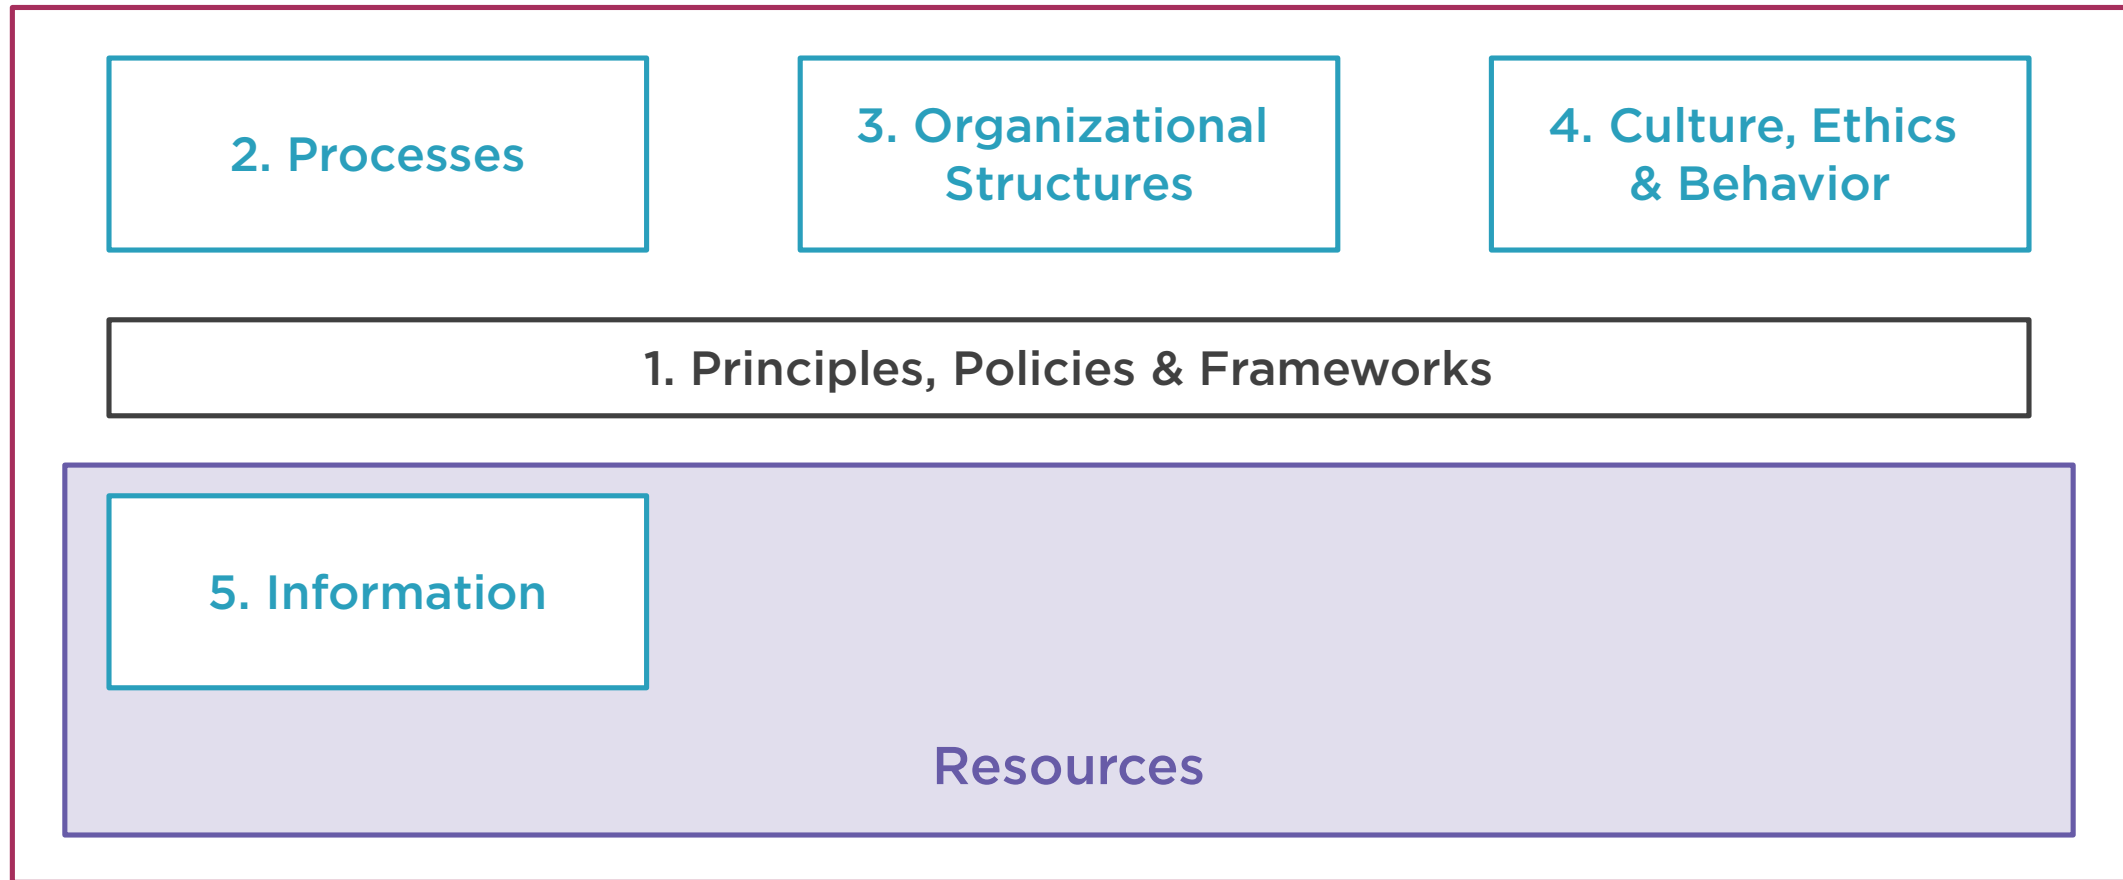 2. Processes
3. Organizational
Structures
4. Culture, Ethics
& Behavior
1. Principles, Policies & Frameworks
5. Information
Resources